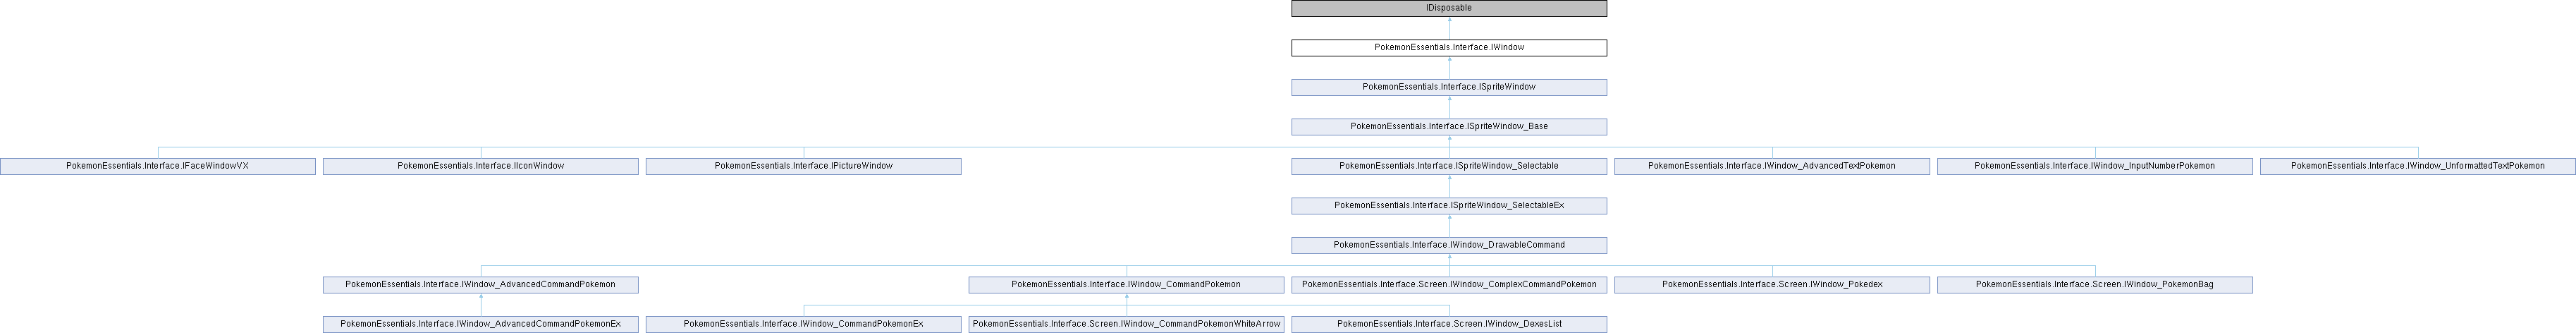 IDisposable
PokemonEssentials.Interface.IWindow
PokemonEssentials.Interface.ISpriteWindow
PokemonEssentials.Interface.ISpriteWindow_Base
PokemonEssentials.Interface.IFaceWindowVX
PokemonEssentials.Interface.IIconWindow
PokemonEssentials.Interface.IPictureWindow
PokemonEssentials.Interface.ISpriteWindow_Selectable
PokemonEssentials.Interface.IWindow_AdvancedTextPokemon
PokemonEssentials.Interface.IWindow_InputNumberPokemon
PokemonEssentials.Interface.IWindow_UnformattedTextPokemon
PokemonEssentials.Interface.ISpriteWindow_SelectableEx
PokemonEssentials.Interface.IWindow_DrawableCommand
PokemonEssentials.Interface.IWindow_AdvancedCommandPokemon
PokemonEssentials.Interface.IWindow_CommandPokemon
PokemonEssentials.Interface.Screen.IWindow_ComplexCommandPokemon
PokemonEssentials.Interface.Screen.IWindow_Pokedex
PokemonEssentials.Interface.Screen.IWindow_PokemonBag
PokemonEssentials.Interface.IWindow_AdvancedCommandPokemonEx
PokemonEssentials.Interface.IWindow_CommandPokemonEx
PokemonEssentials.Interface.Screen.IWindow_CommandPokemonWhiteArrow
PokemonEssentials.Interface.Screen.IWindow_DexesList